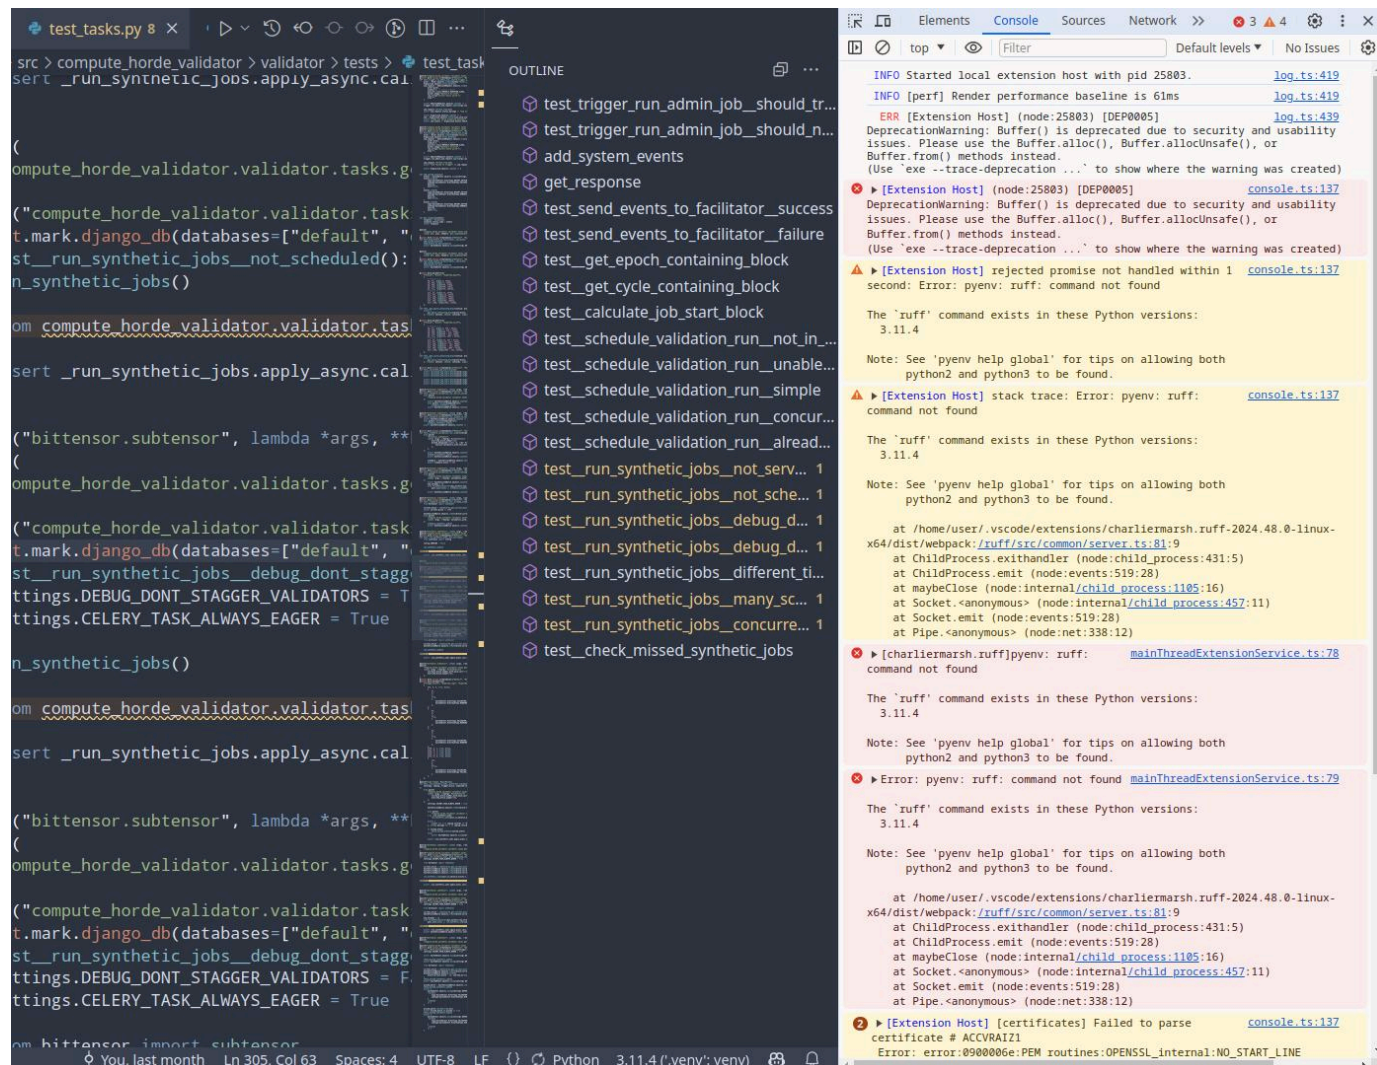 test_tasks.py 8
src > compute_horde_validator > validator > tests > test_task
sert _run_synthetic_jobs.apply_async.cal
(
ompute_horde_validator.validator.tasks.g
("compute_horde_validator.validator.task
t.mark.django_db(databases=["default", "
st__run_synthetic_jobs__not_scheduled():
n_synthetic_jobs()
om compute_horde_validator.validator.tas
sert _run_synthetic_jobs.apply_async.cal
("bittensor.subtensor", lambda *args, **
(
ompute_horde_validator.validator.tasks.g
("compute_horde_validator.validator.task
t.mark.django_db(databases=["default", "
st__run_synthetic_jobs__debug_dont_stagg
ttings.DEBUG_DONT_STAGGER_VALIDATORS = T
ttings.CELERY_TASK_ALWAYS_EAGER = True
n_synthetic_jobs()
om compute_horde_validator.validator.tas
sert _run_synthetic_jobs.apply_async.cal
("bittensor.subtensor", lambda *args, **
(
ompute_horde_validator.validator.tasks.g
("compute_horde_validator.validator.task
t.mark.django_db(databases=["default", "
st__run_synthetic_jobs__debug_dont_stagg
ttings.DEBUG_DONT_STAGGER_VALIDATORS = F
ttings.CELERY_TASK_ALWAYS_EAGER = True
om bittensor import subtensor
OUTLINE
test_trigger_run_admin_job__should_tr...
test_trigger_run_admin_job__should_n...
add_system_events
get_response
test_send_events_to_facilitator__success
test_send_events_to_facilitator__failure
test__get_epoch_containing_block
test__get_cycle_containing_block
test__calculate_job_start_block
test__schedule_validation_run__not_in_...
test__schedule_validation_run__unable...
test__schedule_validation_run__simple
test__schedule_validation_run__concur...
test__schedule_validation_run__alread...
test__run_synthetic_jobs__not_serv... 1
test__run_synthetic_jobs__not_sche... 1
test__run_synthetic_jobs__debug_d... 1
test__run_synthetic_jobs__debug_d... 1
test__run_synthetic_jobs__different_ti...
test__run_synthetic_jobs__many_sc... 1
test__run_synthetic_jobs__concurre... 1
test__check_missed_synthetic_jobs
You, last month Ln 305, Col 63 Spaces: 4 UTF-8 LF {} Python 3.11.4 ('.venv': venv)
Elements Console Sources Network 3 4
top Filter Default levels No Issues
INFO Started local extension host with pid 25803. log.ts:419
INFO [perf] Render performance baseline is 61ms log.ts:419
ERR [Extension Host] (node:25803) [DEP0005] log.ts:439
DeprecationWarning: Buffer() is deprecated due to security and usability
issues. Please use the Buffer.alloc(), Buffer.allocUnsafe(), or
Buffer.from() methods instead.
(Use `exe --trace-deprecation ...` to show where the warning was created)
[Extension Host] (node:25803) [DEP0005] console.ts:137
DeprecationWarning: Buffer() is deprecated due to security and usability
issues. Please use the Buffer.alloc(), Buffer.allocUnsafe(), or
Buffer.from() methods instead.
(Use `exe --trace-deprecation ...` to show where the warning was created)
[Extension Host] rejected promise not handled within 1 console.ts:137
second: Error: pyenv: ruff: command not found
The `ruff' command exists in these Python versions:
3.11.4
Note: See 'pyenv help global' for tips on allowing both
python2 and python3 to be found.
[Extension Host] stack trace: Error: pyenv: ruff: console.ts:137
command not found
The `ruff' command exists in these Python versions:
3.11.4
Note: See 'pyenv help global' for tips on allowing both
python2 and python3 to be found.
at /home/user/.vscode/extensions/charliermarsh.ruff-2024.48.0-linux-
x64/dist/webpack:/ruff/src/common/server.ts:81:9
at ChildProcess.exithandler (node:child_process:431:5)
at ChildProcess.emit (node:events:519:28)
at maybeClose (node:internal/child_process:1105:16)
at Socket.<anonymous> (node:internal/child_process:457:11)
at Socket.emit (node:events:519:28)
at Pipe.<anonymous> (node:net:338:12)
[charliermarsh.ruff]pyenv: ruff: mainThreadExtensionService.ts:78
command not found
The `ruff' command exists in these Python versions:
3.11.4
Note: See 'pyenv help global' for tips on allowing both
python2 and python3 to be found.
Error: pyenv: ruff: command not found mainThreadExtensionService.ts:79
The `ruff' command exists in these Python versions:
3.11.4
Note: See 'pyenv help global' for tips on allowing both
python2 and python3 to be found.
at /home/user/.vscode/extensions/charliermarsh.ruff-2024.48.0-linux-
x64/dist/webpack:/ruff/src/common/server.ts:81:9
at ChildProcess.exithandler (node:child_process:431:5)
at ChildProcess.emit (node:events:519:28)
at maybeClose (node:internal/child_process:1105:16)
at Socket.<anonymous> (node:internal/child_process:457:11)
at Socket.emit (node:events:519:28)
at Pipe.<anonymous> (node:net:338:12)
2 [Extension Host] [certificates] Failed to parse console.ts:137
certificate # ACCVRAIZ1
Error: error:0900006e:PEM routines:OPENSSL_internal:NO_START_LINE